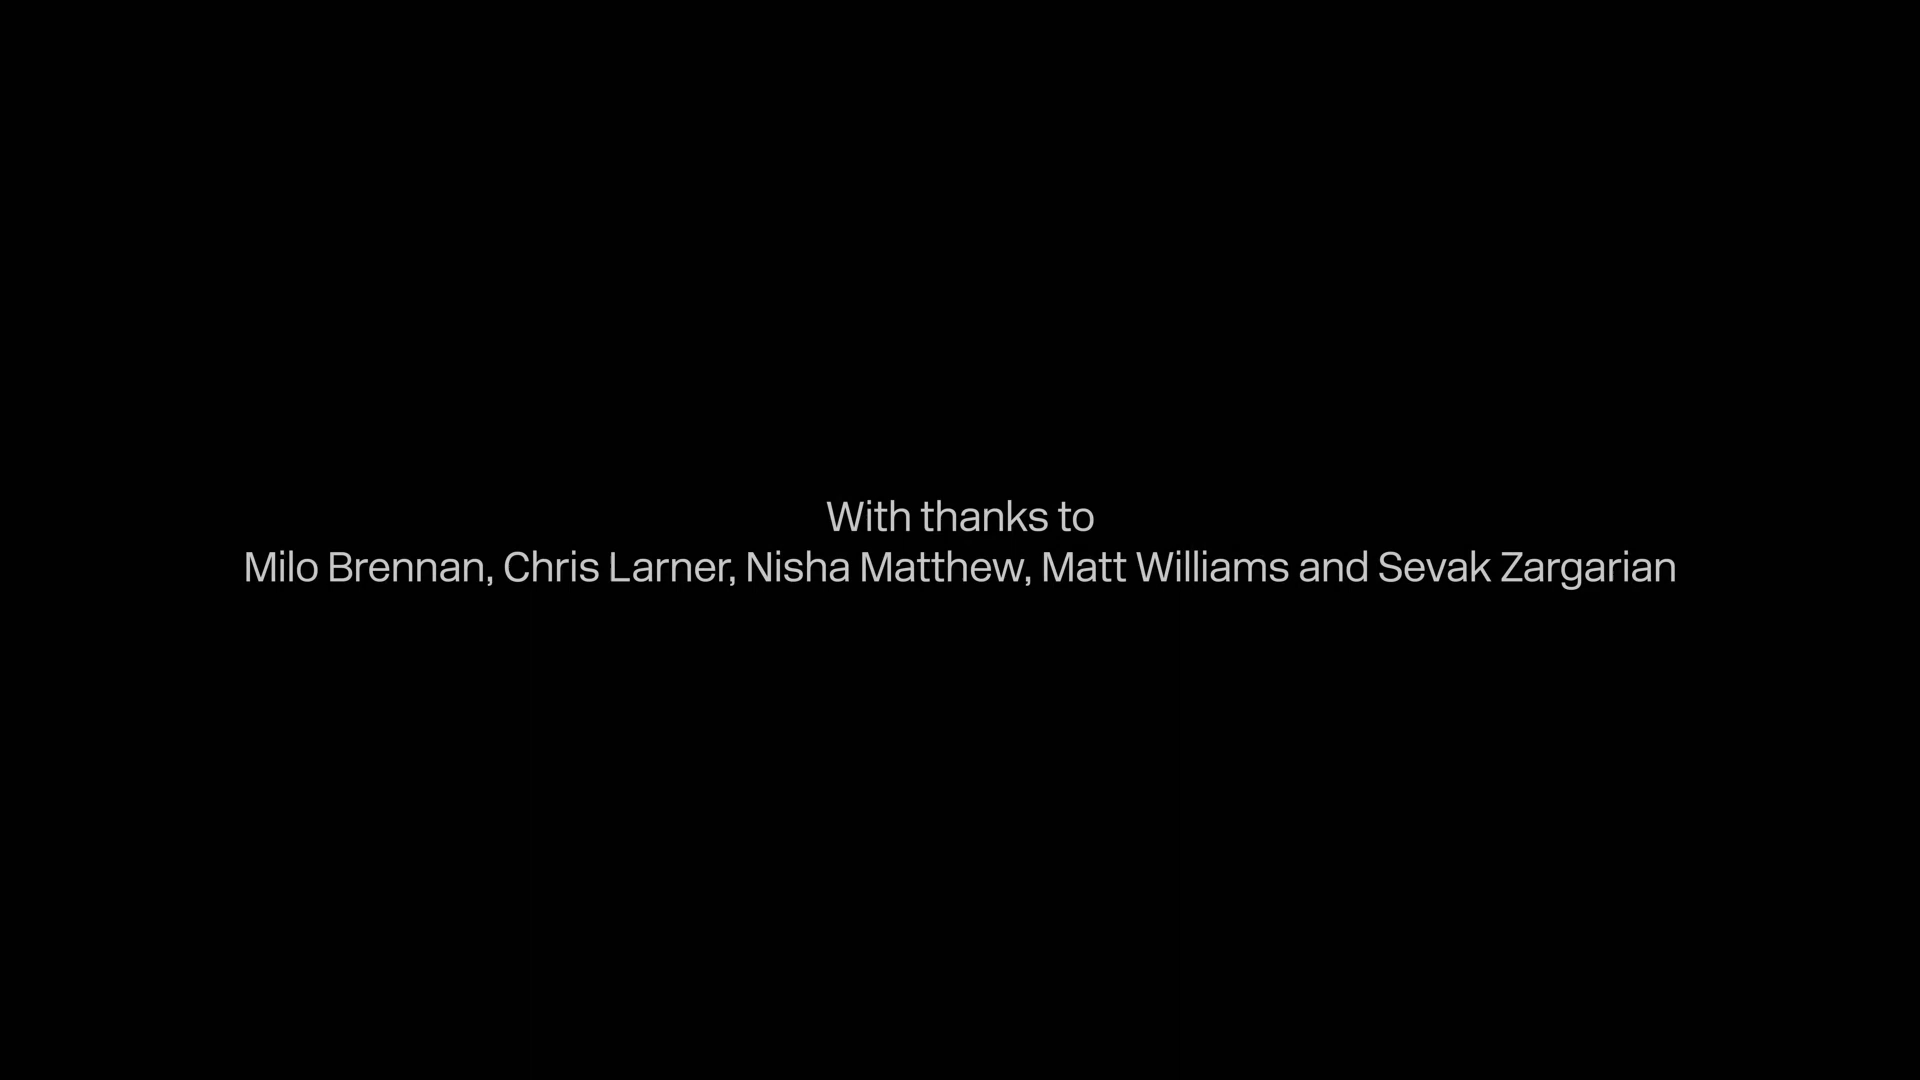 With thanks to
Milo Brennan, Chris Larner, Nisha Matthew, Matt Williams and Sevak Zargarian